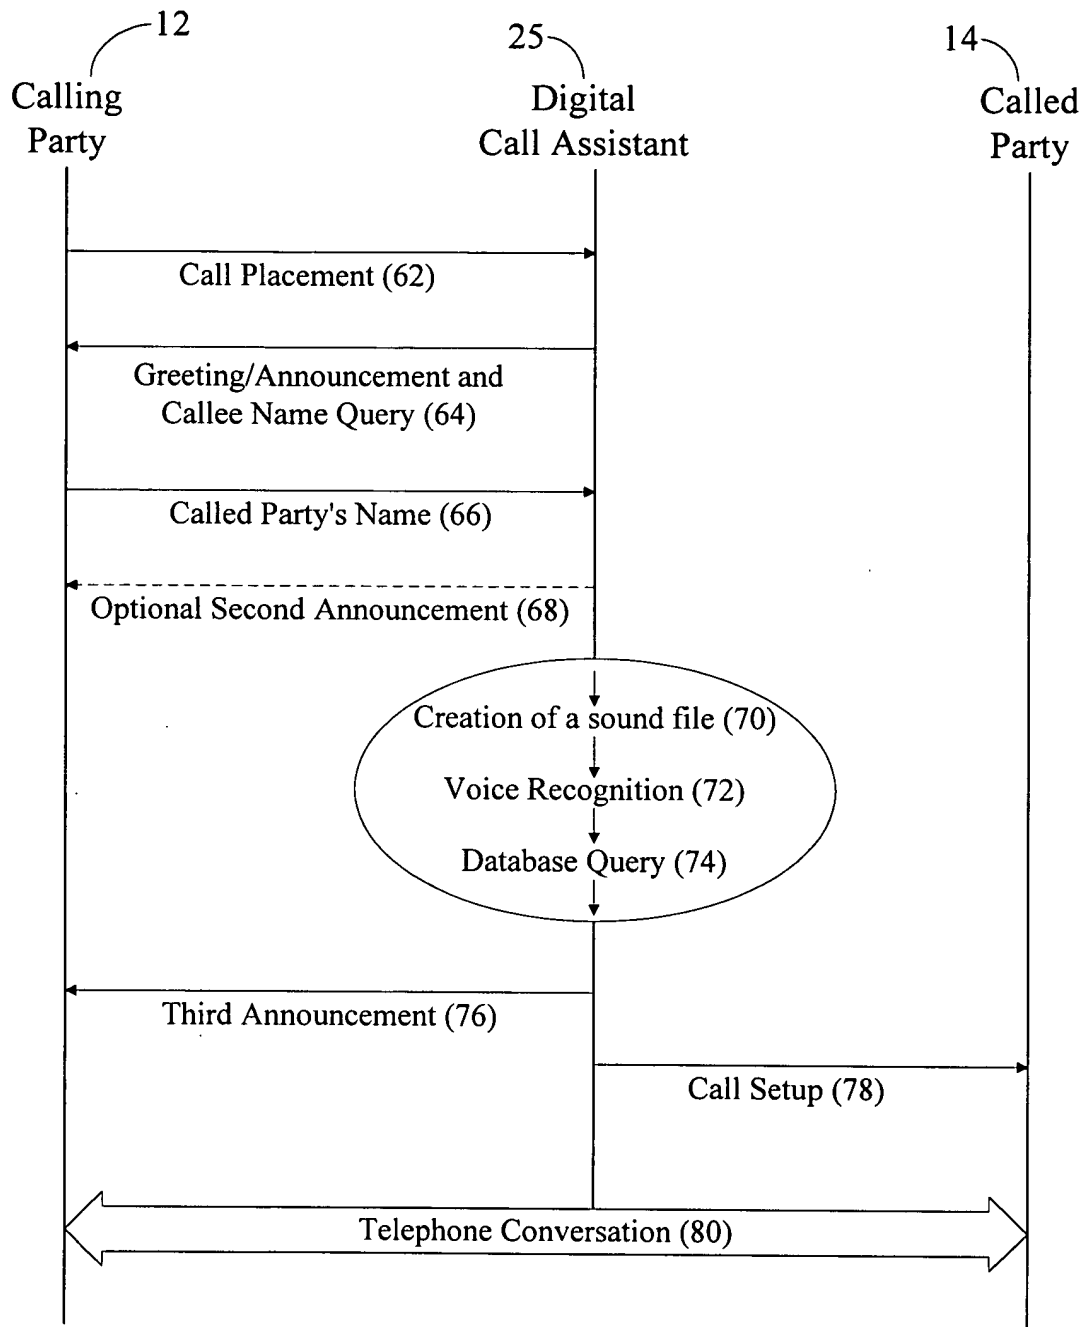 12
25
14
Calling
Party
Digital
Call Assistant
Called
Party
Call Placement (62)
Greeting/Announcement and
Callee Name Query (64)
Called Party's Name (66)
Optional Second Announcement (68)
Creation of a sound file (70)
Voice Recognition (72)
Database Query (74)
Third Announcement (76)
Call Setup (78)
Telephone Conversation (80)